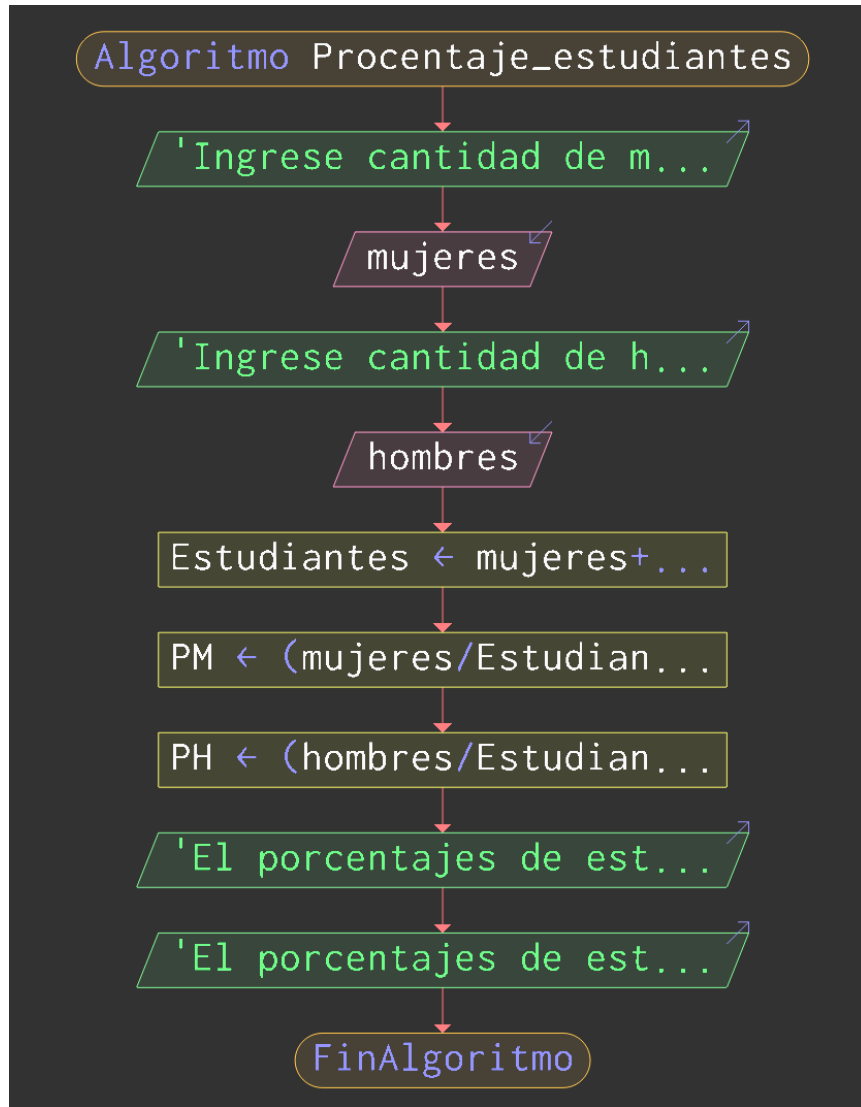 Algoritmo Procentaje_estudiantes
'Ingrese cantidad de m...
mujeres
'Ingrese cantidad de h...
hombres
Estudiantes ← mujeres+...
PM ← (mujeres/Estudian...
PH ← (hombres/Estudian...
'El porcentajes de est...
'El porcentajes de est...
FinAlgoritmo